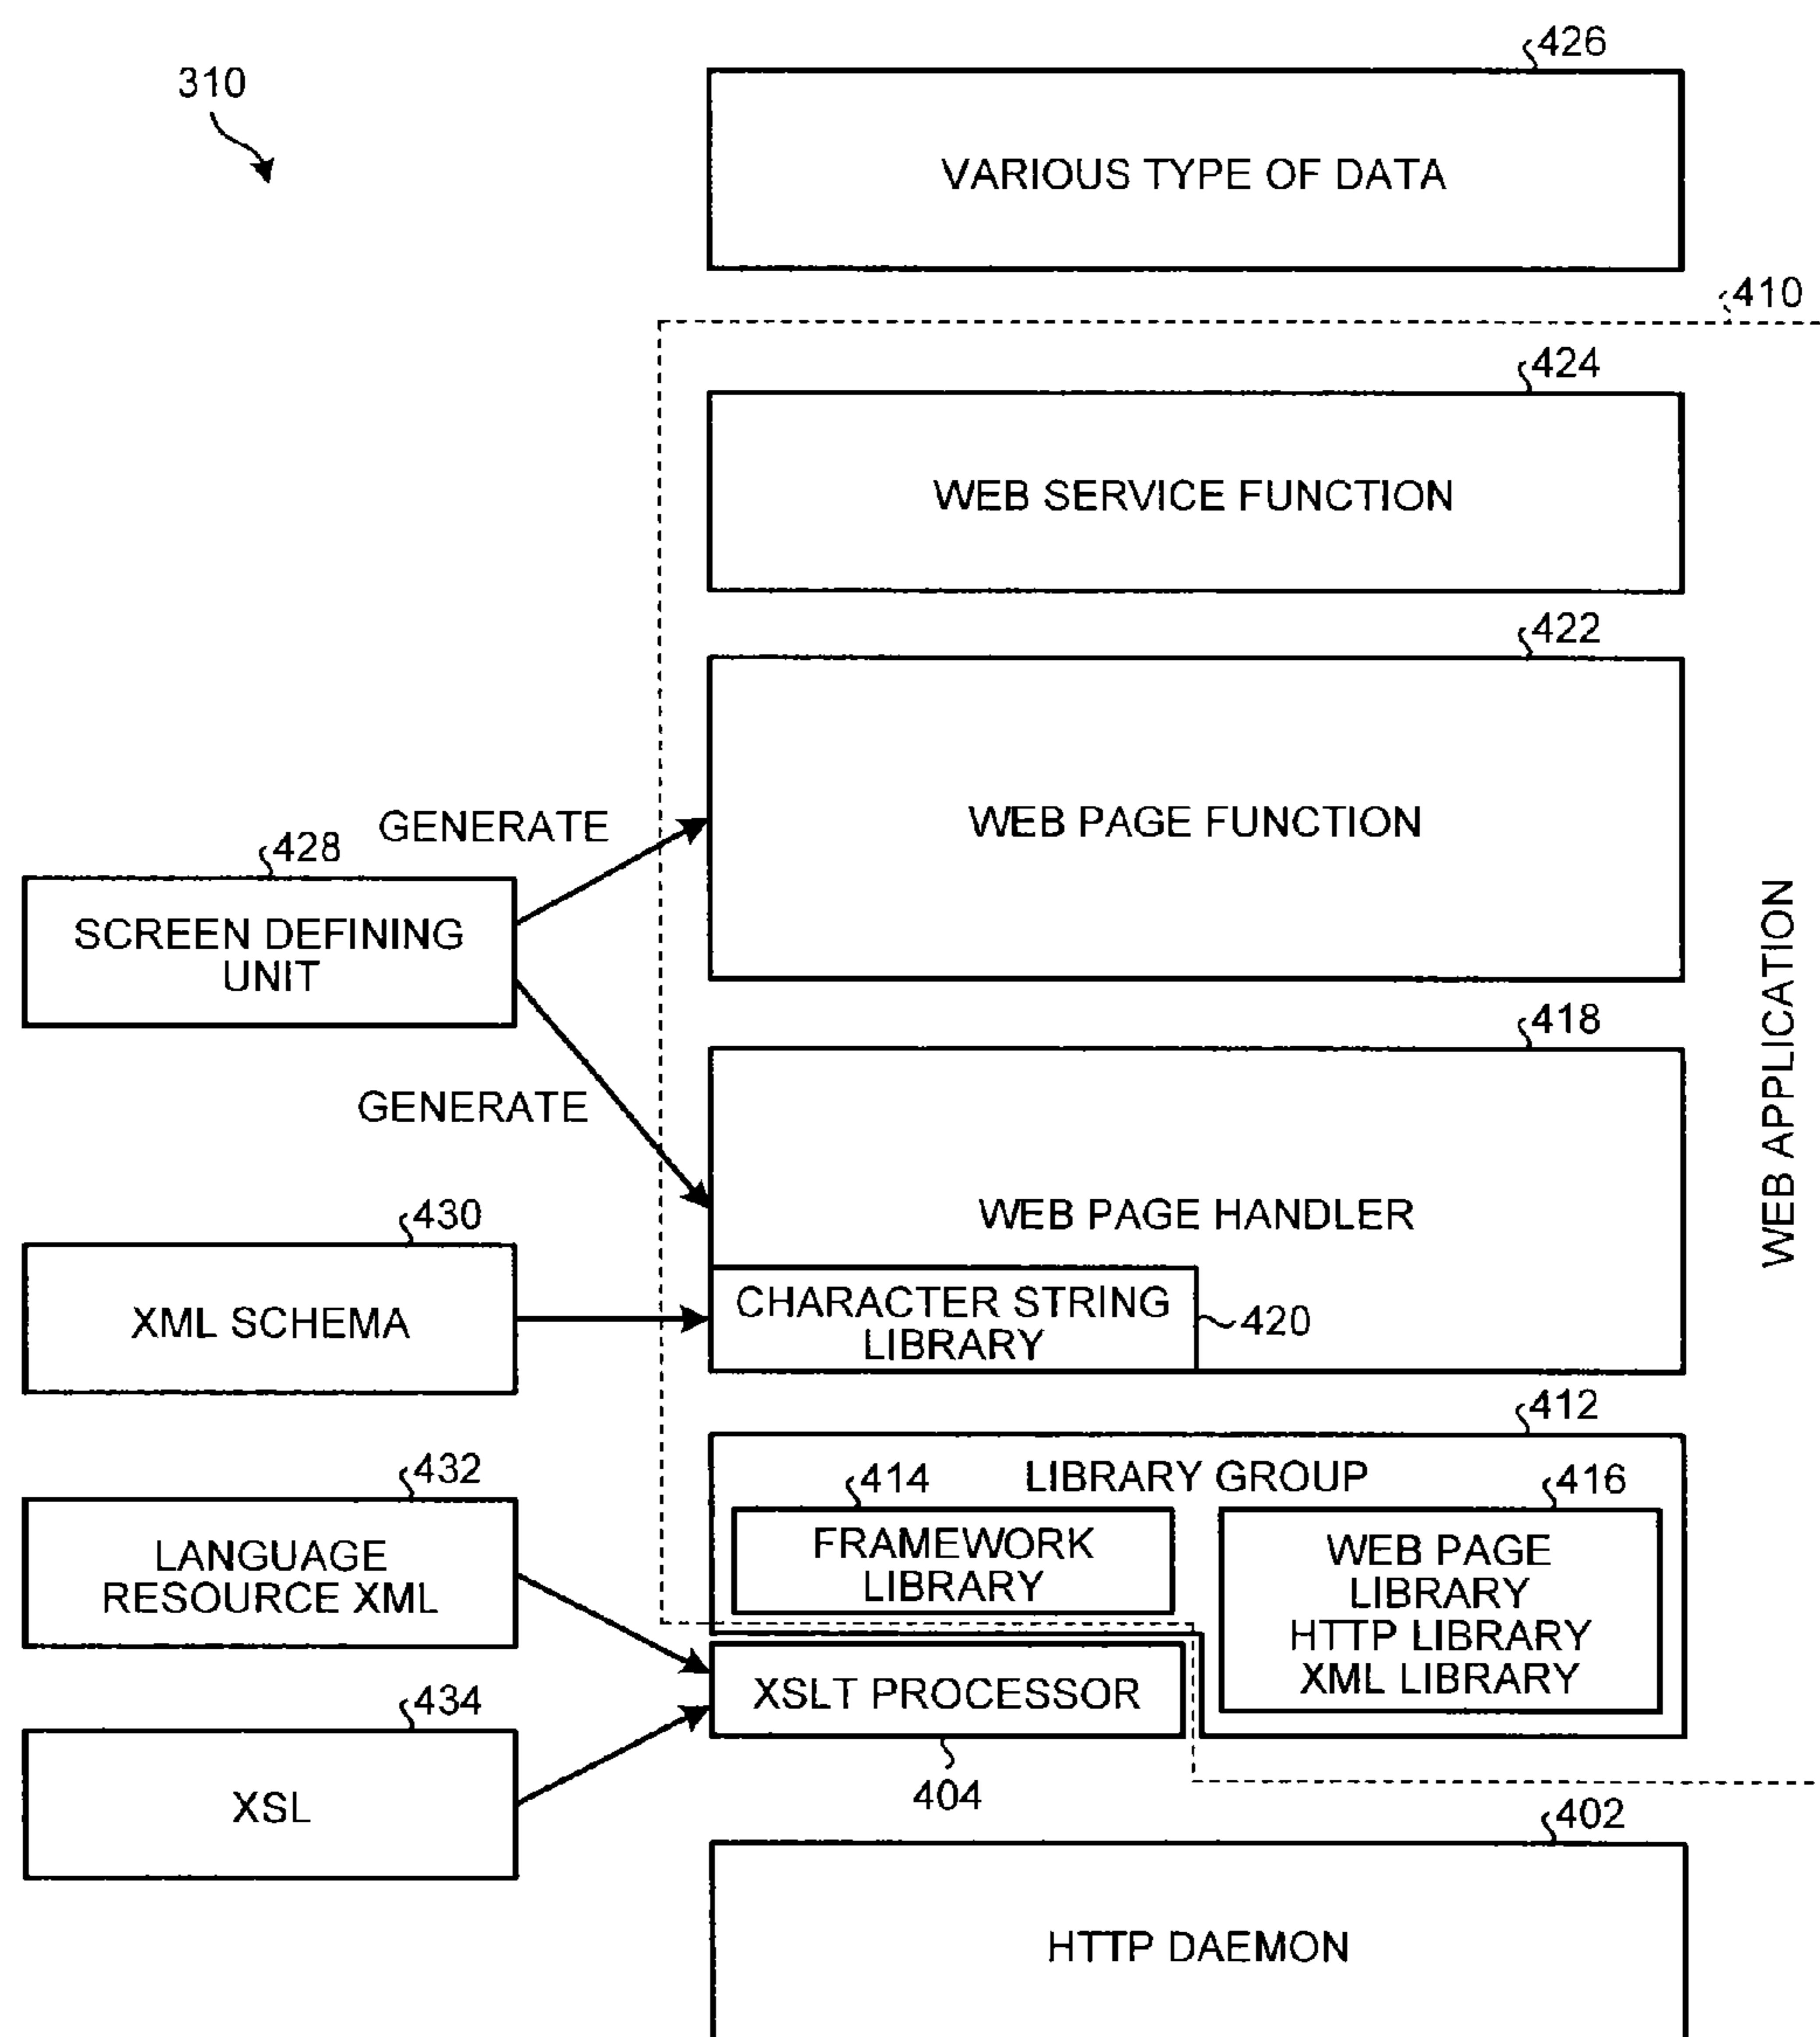 426
310
VARIOUS TYPE OF DATA
410
424
WEB SERVICE FUNCTION
422
GENERATE
WEB PAGE FUNCTION
428
SCREEN DEFINING
UNIT
WEB APPLICATION
418
GENERATE
430
WEB PAGE HANDLER
XML SCHEMA
CHARACTER STRING
LIBRARY
420
412
432
414
LIBRARY GROUP
416
LANGUAGE
RESOURCE XML
FRAMEWORK
LIBRARY
WEB PAGE
LIBRARY
HTTP LIBRARY
XML LIBRARY
434
XSLT PROCESSOR
XSL
404
402
HTTP DAEMON